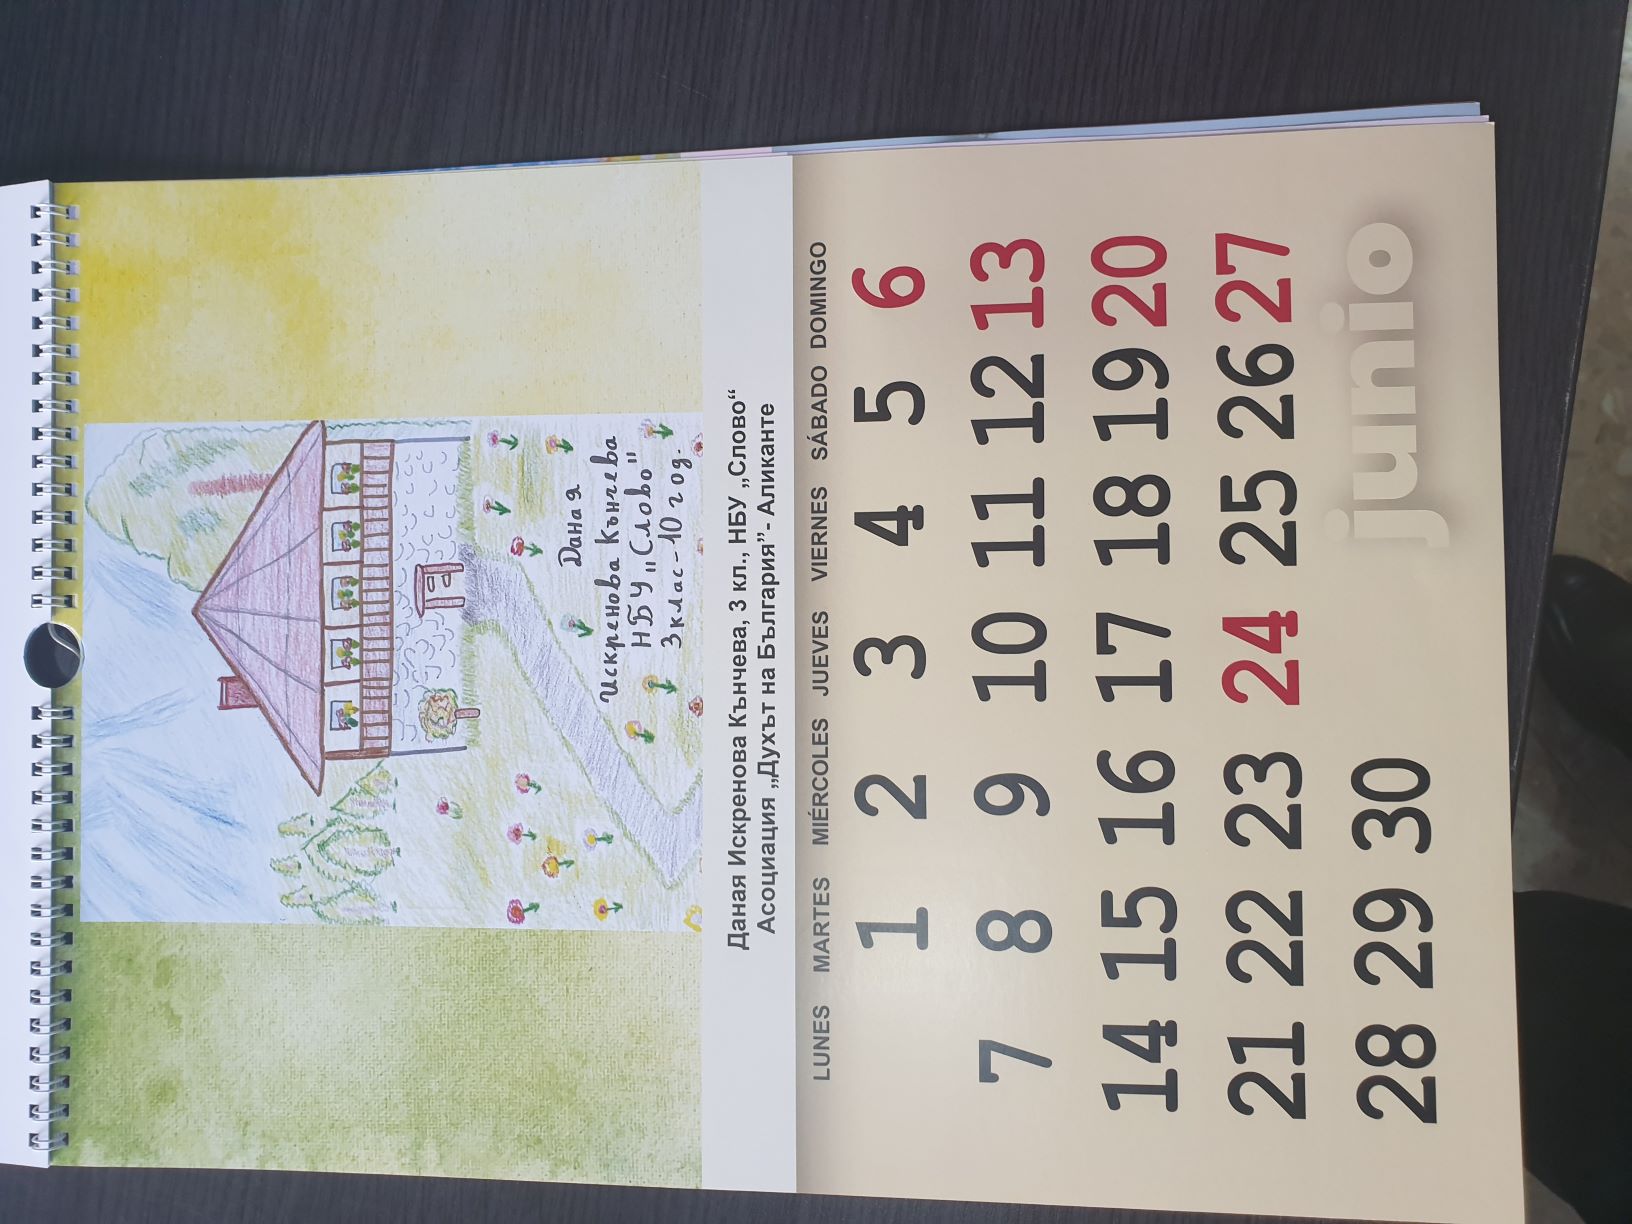 Даная
Искренова Кънчева
НБУ "Слово"
3 клас - 10 год.
Даная Искренова Кънчева, 3 кл., НБУ „Слово“
Асоциация „Духът на България”- Аликанте
LUNES MARTES MIÉRCOLES JUEVES VIERNES SÁBADO DOMINGO
1 2 3 4 5 6
7 8 9 10 11 12 13
14 15 16 17 18 19 20
21 22 23 24 25 26 27
28 29 30
junio